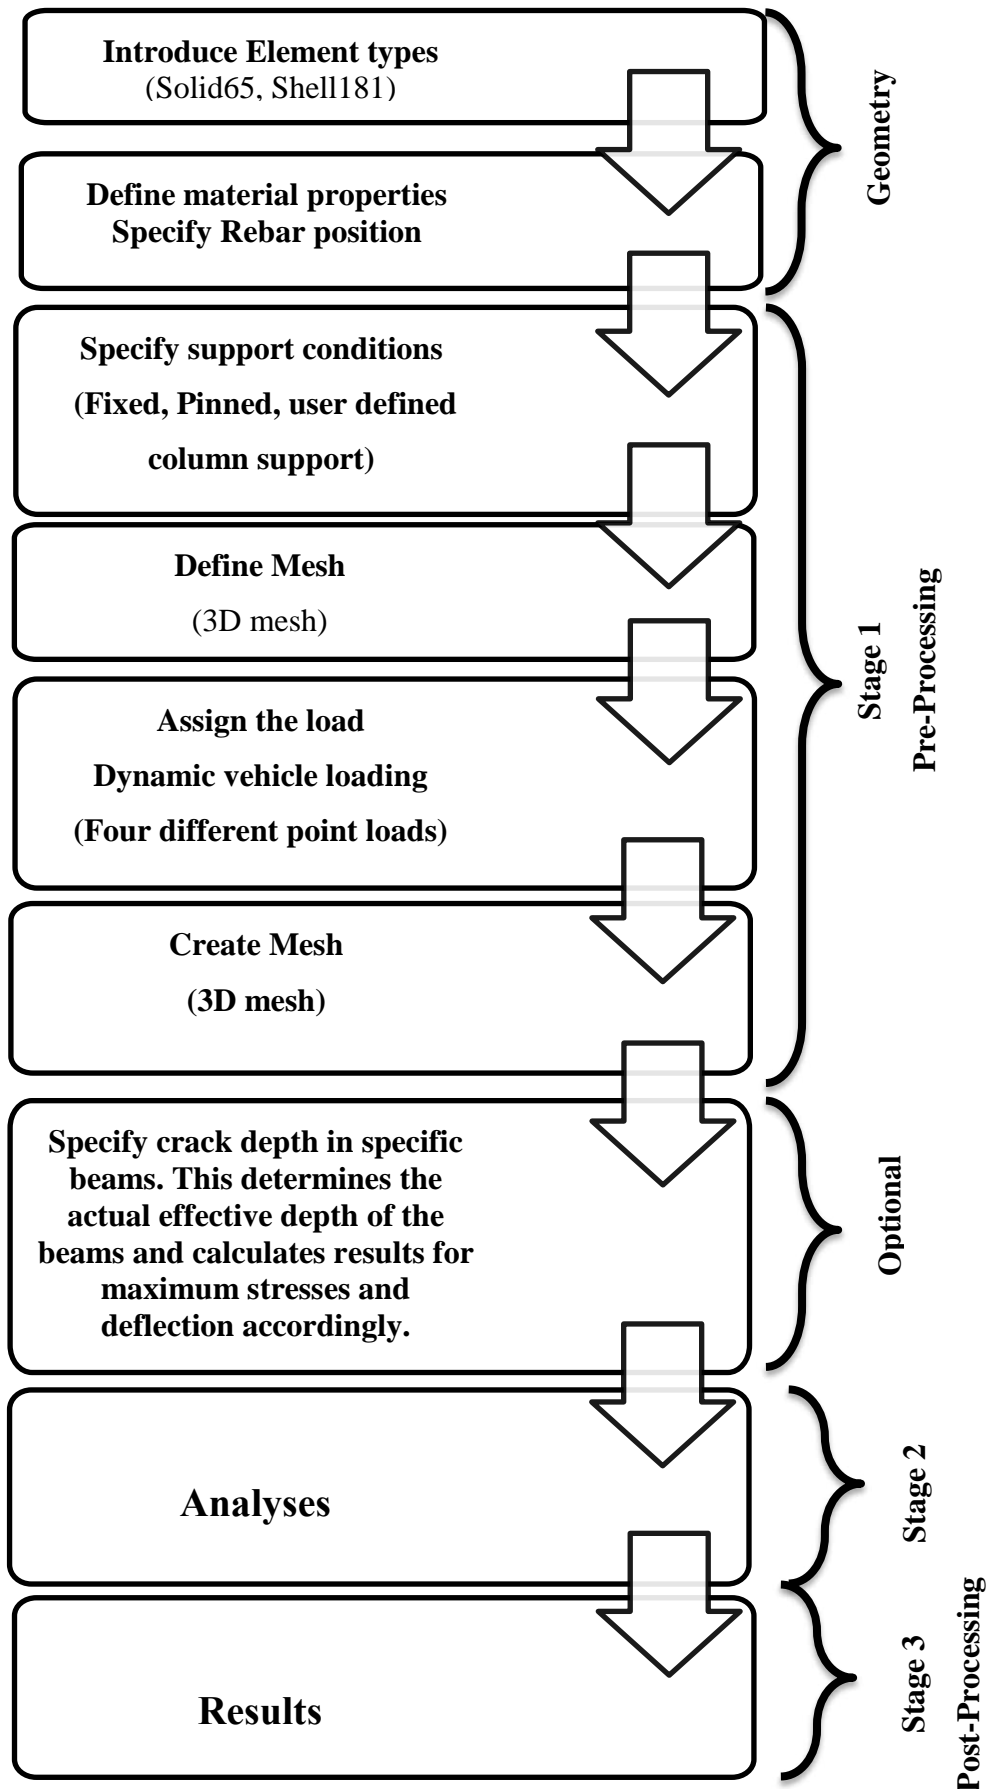 Introduce Element types
(Solid65, Shell181)
Define material properties
Specify Rebar position
Geometry
Specify support conditions
(Fixed, Pinned, user defined
column support)
Define Mesh
(3D mesh)
Assign the load
Dynamic vehicle loading
(Four different point loads)
Create Mesh
(3D mesh)
Stage 1
Pre-Processing
Specify crack depth in specific
beams. This determines the
actual effective depth of the
beams and calculates results for
maximum stresses and
deflection accordingly.
Optional
Analyses
Stage 2
Results
Stage 3
Post-Processing